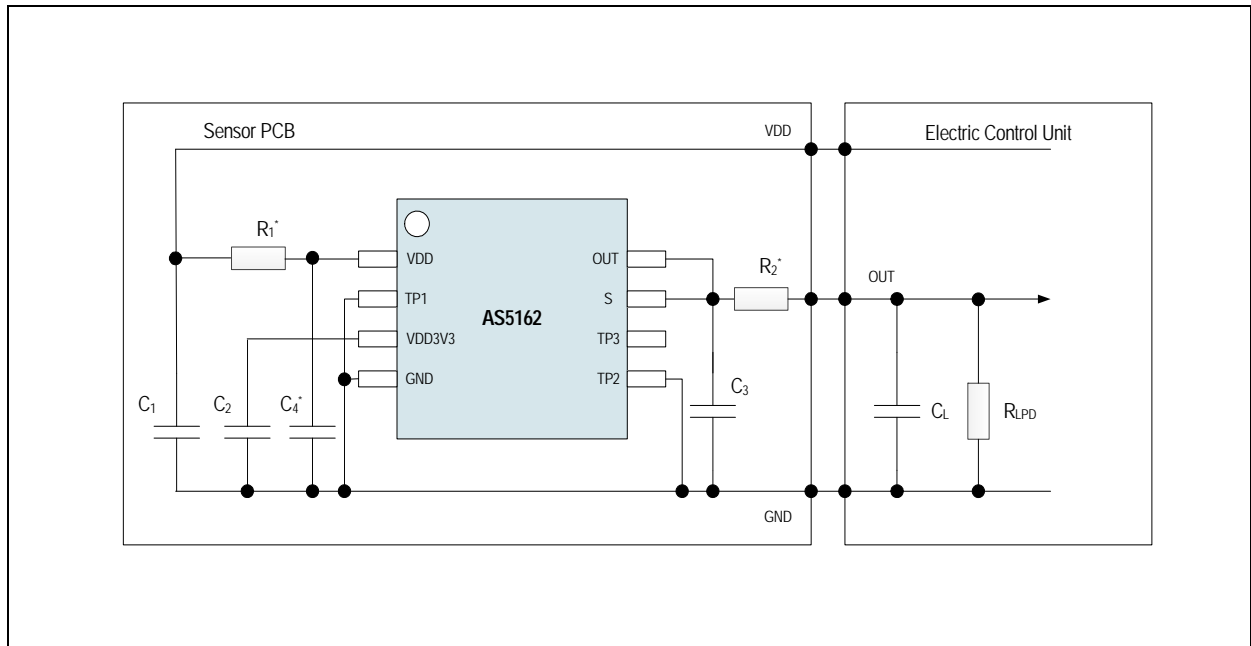 Sensor PCB
VDD
Electric Control Unit
R1*
R2*
OUT
VDD
TP1
VDD3V3
GND
AS5162
OUT
S
TP3
TP2
C1
C2
C4*
C3
CL
RLPD
GND